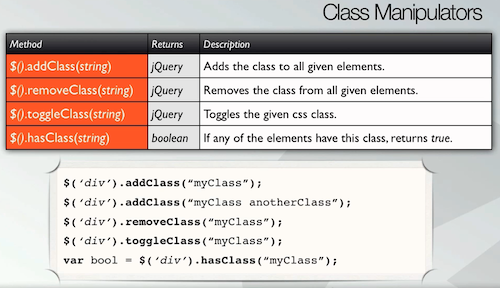 Class Manipulators
Method Returns Description
$().addClass(string) jQuery Adds the class to all given elements.
$().removeClass(string) jQuery Removes the class from all given elements.
$().toggleClass(string) jQuery Toggles the given css class.
$().hasClass(string) boolean If any of the elements have this class, returns true.
$(‘div’).addClass(“myClass”);
$(‘div’).addClass(“myClass anotherClass”);
$(‘div’).removeClass(“myClass”);
$(‘div’).toggleClass(“myClass”);
var bool = $(‘div’).hasClass(“myClass”);